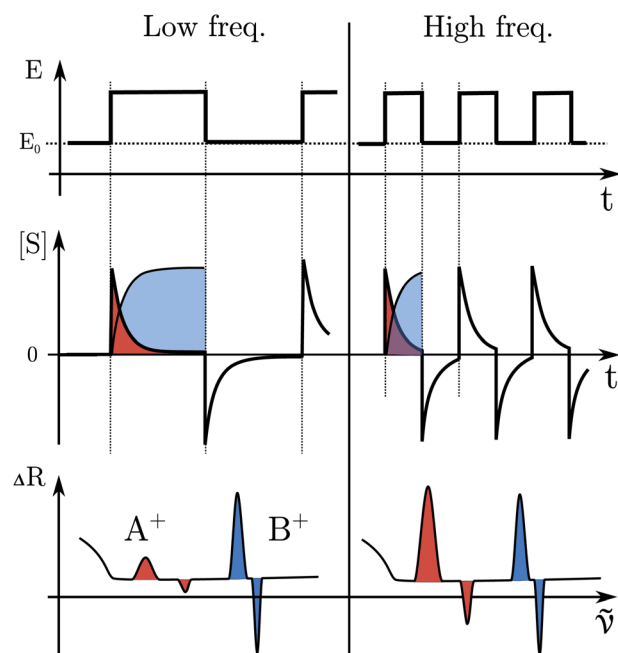 Low freq.
High freq.
E
E₀
t
[S]
0
t
ΔR
A⁺
B⁺
ṽ